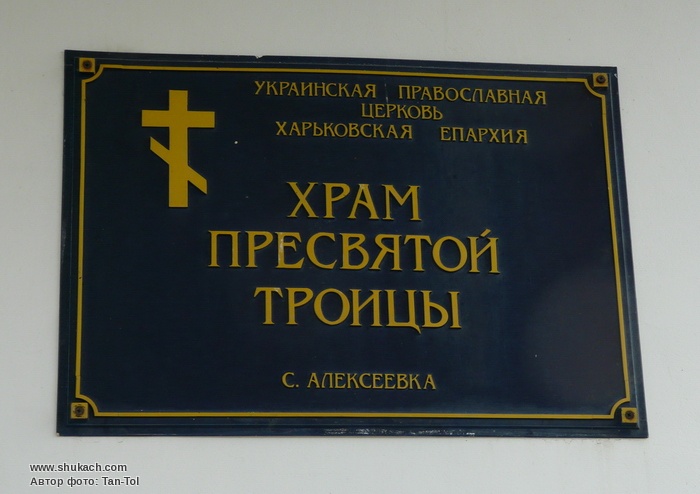 УКРАИНСКАЯ ПРАВОСЛАВНАЯ
ЦЕРКОВЬ
ХАРЬКОВСКАЯ ЕПАРХИЯ
ХРАМ
ПРЕСВЯТОЙ
ТРОИЦЫ
С. АЛЕКСЕЕВКА
www.shukach.com
Автор фото: Tan-Tol